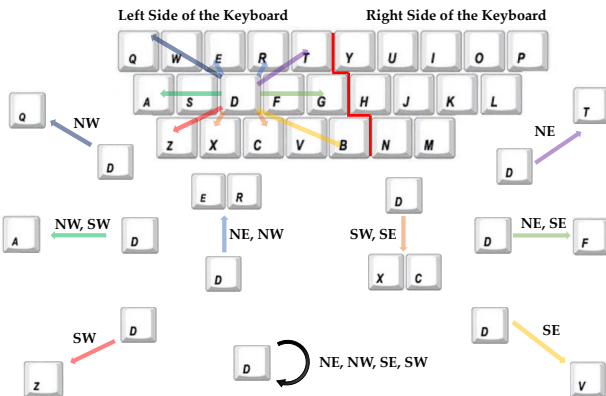 Left Side of the Keyboard Right Side of the Keyboard
Q W E R T Y U I O P
A S D F G H J K L
Z X C V B N M
Q NW D
NE T D
E R NE, NW D
D SW, SE X C
A NW, SW D
D NE, SE F
D SW Z
D NE, NW, SE, SW
D SE V